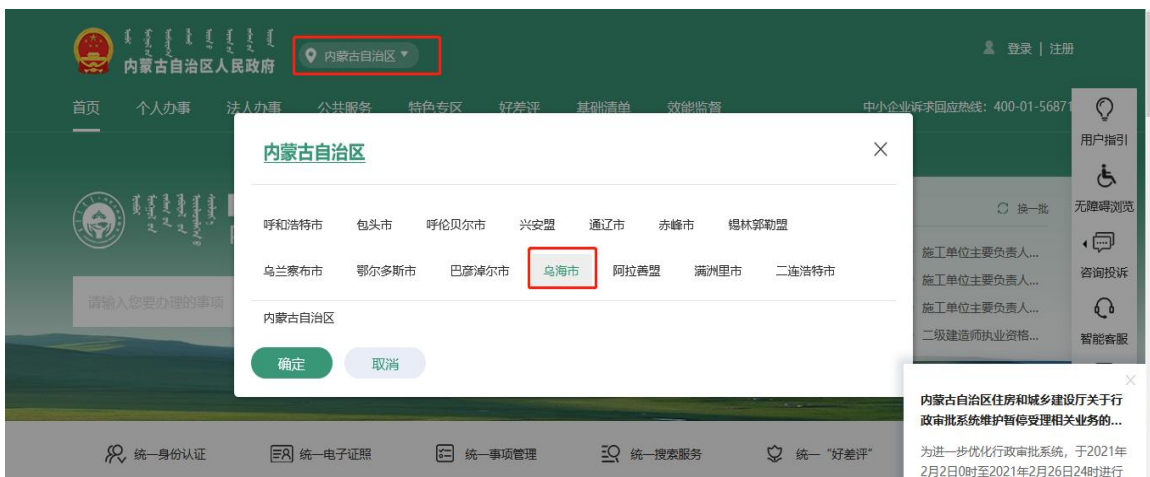 内蒙古自治区人民政府
内蒙古自治区
登录 | 注册
首页 个人办事 法人办事 公共服务 特色专区 好差评 基础清单 效能监督 中小企业诉求回应热线：400-01-56871
用户指引
内蒙古自治区
无障碍浏览
换一批
呼和浩特市 包头市 呼伦贝尔市 兴安盟 通辽市 赤峰市 锡林郭勒盟
施工单位主要负责人...
乌兰察布市 鄂尔多斯市 巴彦淖尔市 乌海市 阿拉善盟 满洲里市 二连浩特市
咨询投诉
施工单位主要负责人...
请输入您要办理的事项
施工单位主要负责人...
内蒙古自治区
二级建造师执业资格...
智能客服
确定 取消
内蒙古自治区住房和城乡建设厅关于行
政审批系统维护暂停受理相关业务的...
统一身份认证 统一电子证照 统一事项管理 统一搜索服务 统一“好差评”
为进一步优化行政审批系统，于2021年
2月2日0时至2021年2月26日24时进行